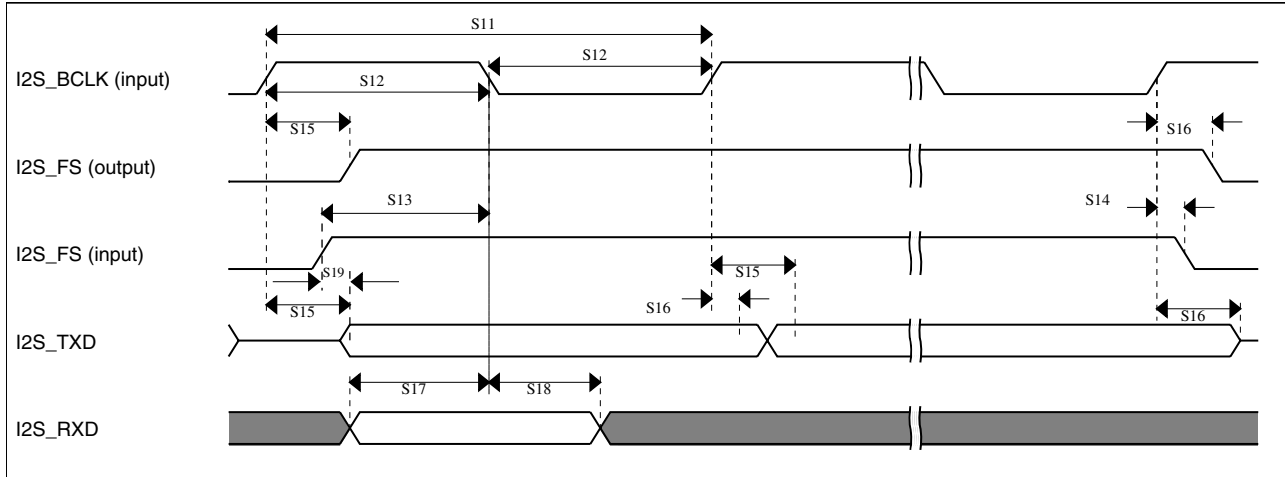 S11
S12
I2S_BCLK (input)
S12
S15
S16
I2S_FS (output)
S13
S14
I2S_FS (input)
S19
S15
S15
S16
S16
I2S_TXD
S17
S18
I2S_RXD